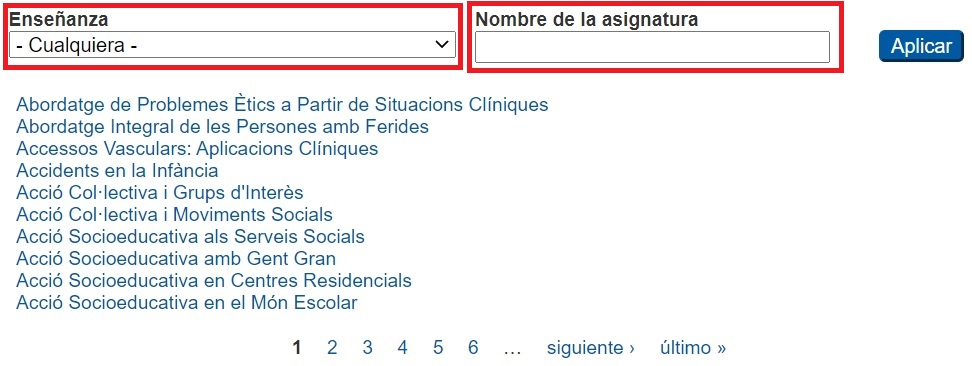 Enseñanza
Nombre de la asignatura
- Cualquiera -
Aplicar
Abordatge de Problemes Ètics a Partir de Situacions Clíniques
Abordatge Integral de les Persones amb Ferides
Accessos Vasculars: Aplicacions Clíniques
Accidents en la Infància
Acció Col·lectiva i Grups d'Interès
Acció Col·lectiva i Moviments Socials
Acció Socioeducativa als Serveis Socials
Acció Socioeducativa amb Gent Gran
Acció Socioeducativa en Centres Residencials
Acció Socioeducativa en el Món Escolar
1 2 3 4 5 6 … siguiente › último »